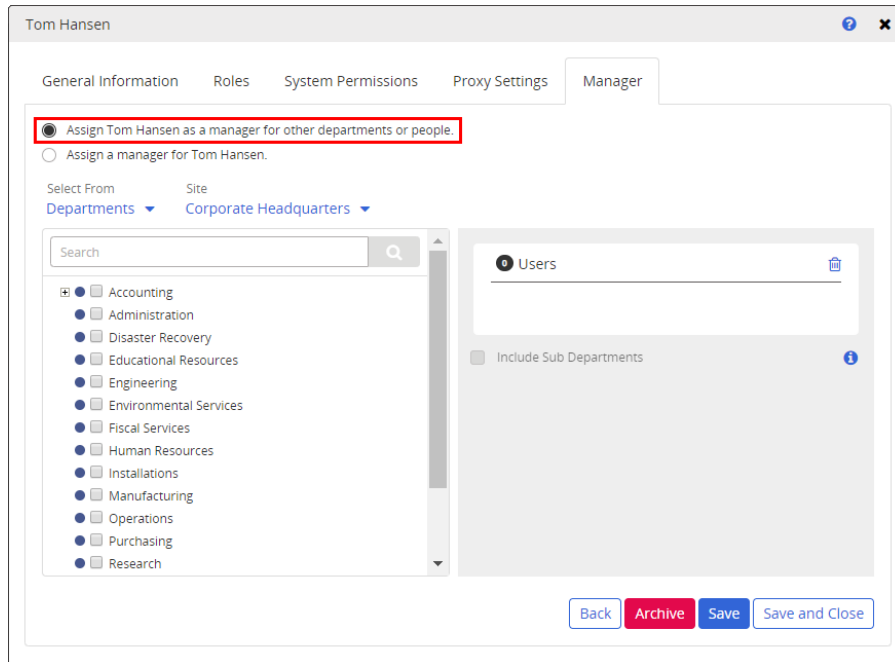 Tom Hansen
General Information Roles System Permissions Proxy Settings Manager
Assign Tom Hansen as a manager for other departments or people.
Assign a manager for Tom Hansen.
Select From Site
Departments Corporate Headquarters
Search
0 Users
Accounting
Administration
Disaster Recovery
Educational Resources
Engineering
Environmental Services
Fiscal Services
Human Resources
Installations
Manufacturing
Operations
Purchasing
Research
Include Sub Departments
Back Archive Save Save and Close